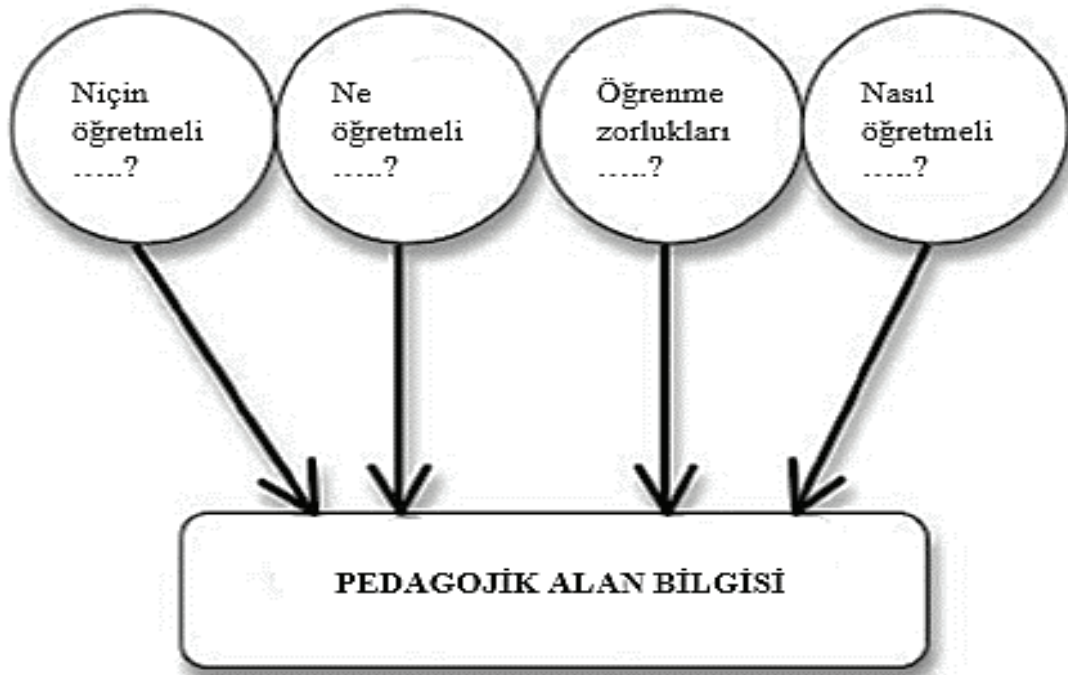 Niçin
öğretmeli
…..?
Ne
öğretmeli
…..?
Öğrenme
zorlukları
…..?
Nasıl
öğretmeli
…..?
PEDAGOJİK ALAN BİLGİSİ